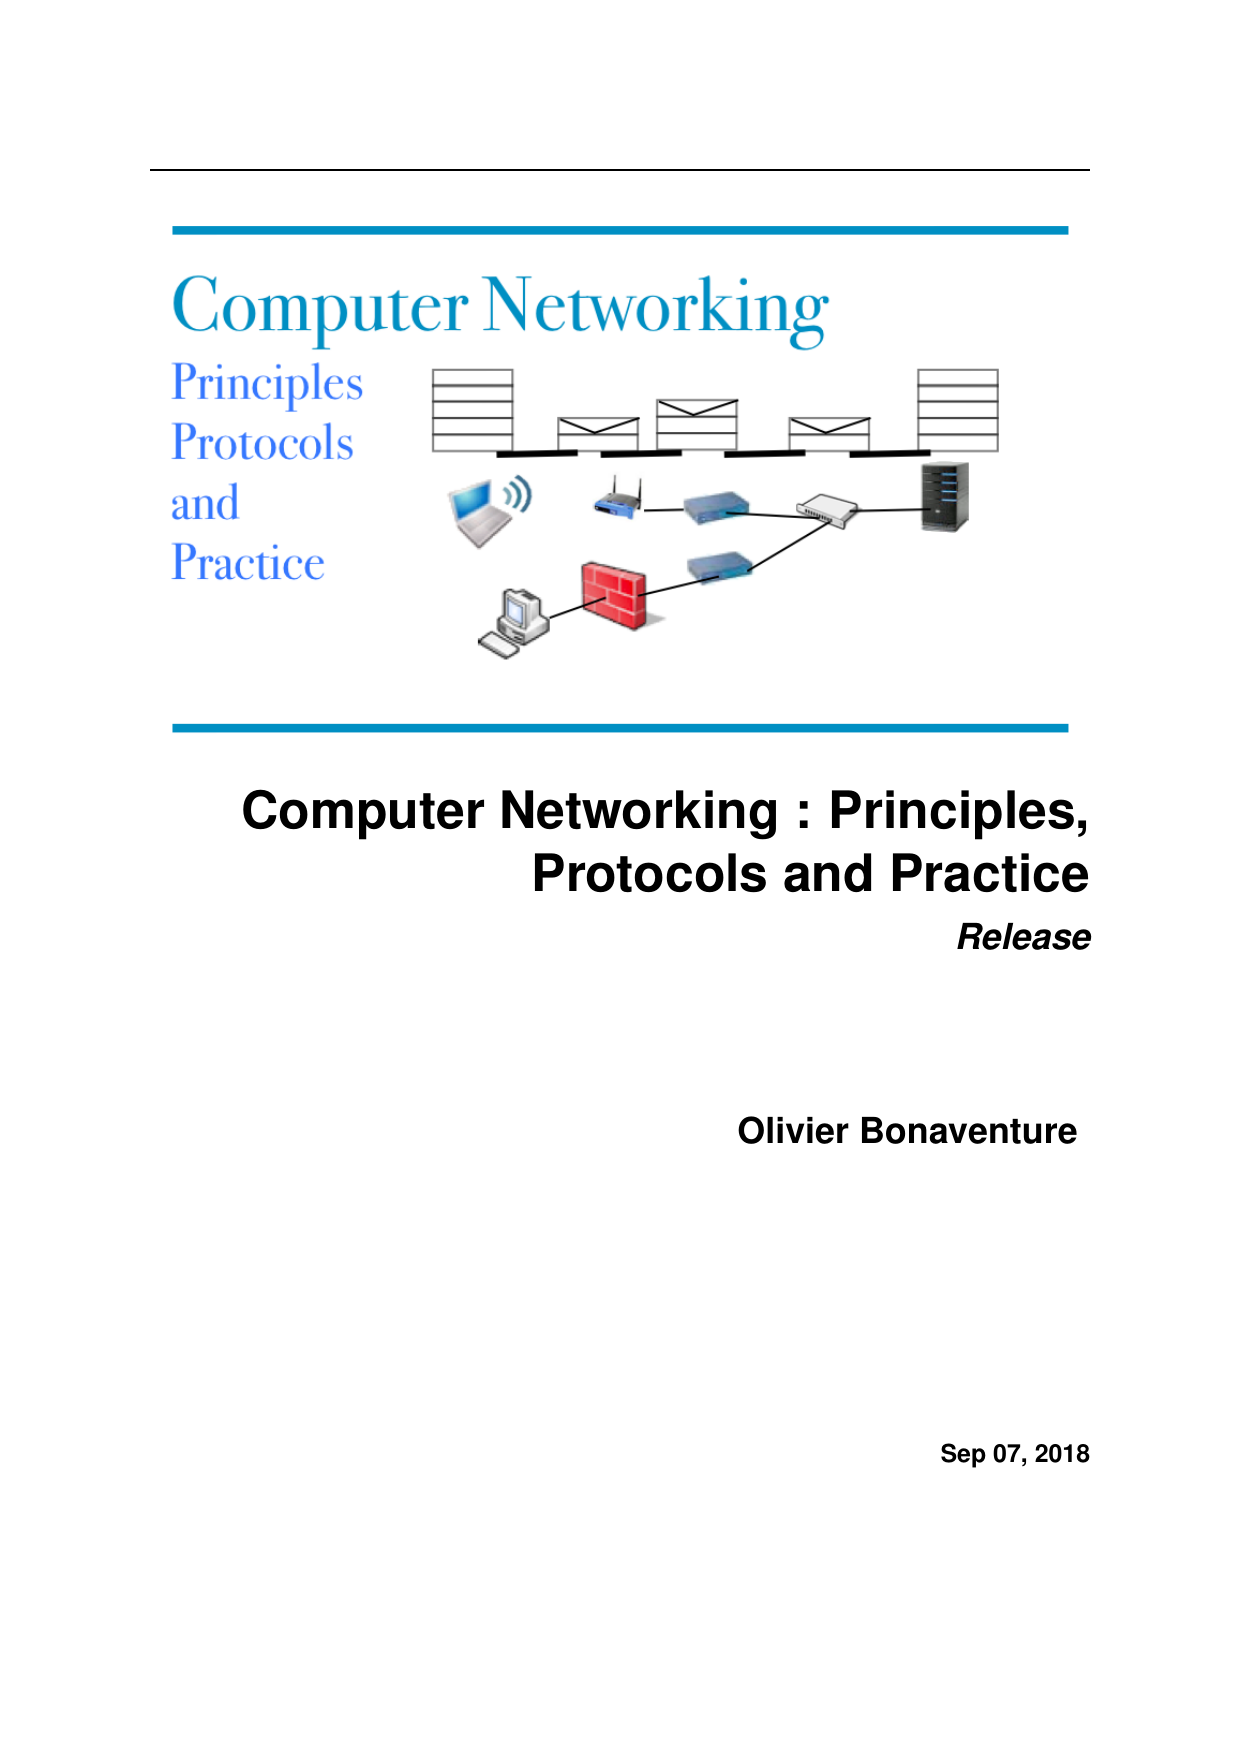 Computer Networking
Principles
Protocols
and
Practice
Computer Networking : Principles,
Protocols and Practice
Release
Olivier Bonaventure
Sep 07, 2018